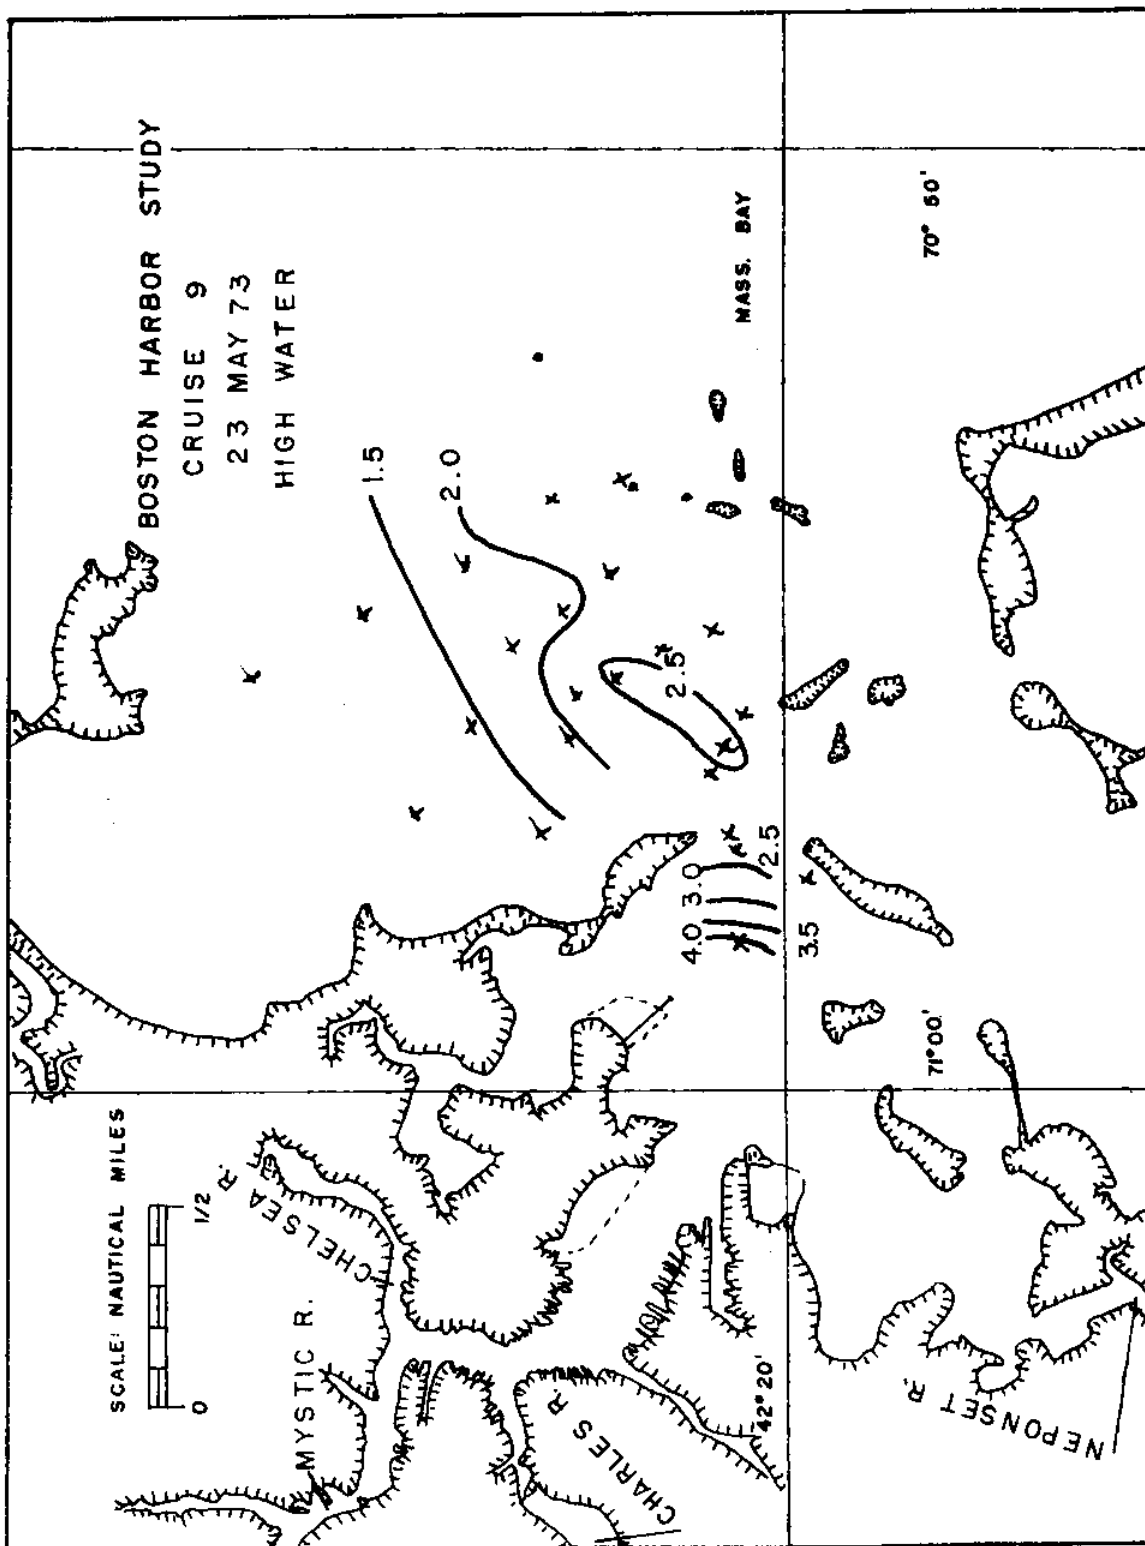 BOSTON HARBOR STUDY
CRUISE 9
23 MAY 73
HIGH WATER
1.5
2.0
2.5
2.5
3.0
4.0
3.5
MASS. BAY
70° 50'
71° 00'
42° 20'
SCALE: NAUTICAL MILES
0 1/2
CHELSEA R.
MYSTIC R.
CHARLES R.
NEPONSET R.